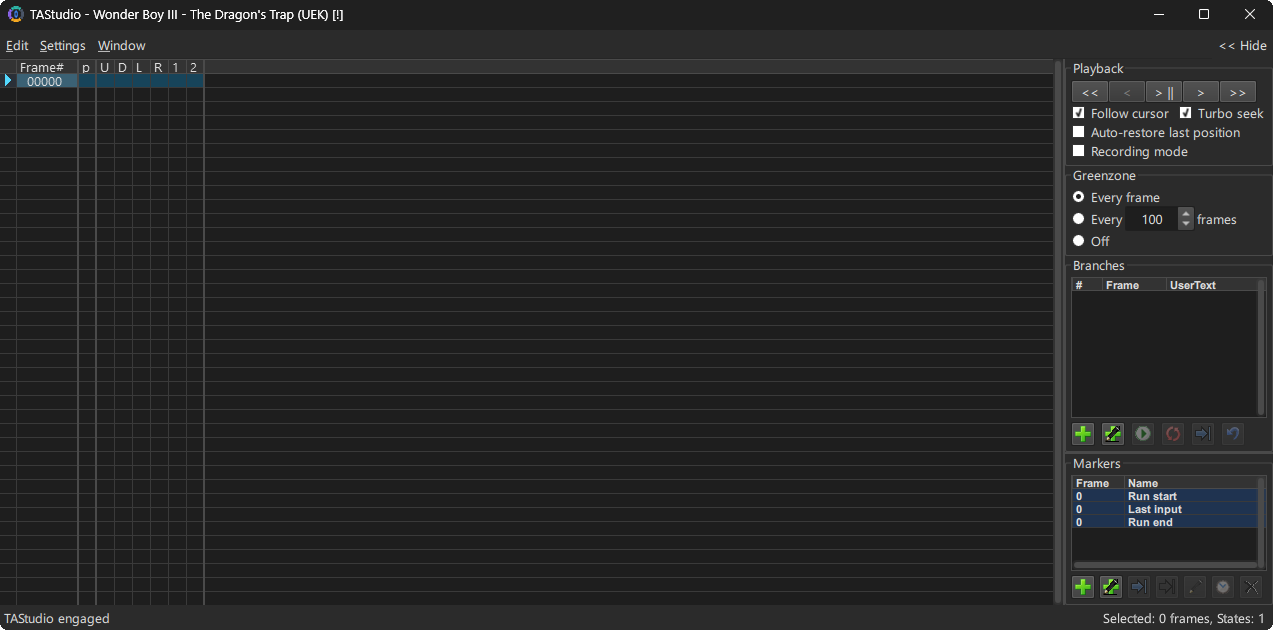 TAStudio - Wonder Boy III - The Dragon's Trap (UEK) [!]
Edit Settings Window << Hide
Frame# p U D L R 1 2
00000
Playback
<< < > || > >>
Follow cursor Turbo seek
Auto-restore last position
Recording mode
Greenzone
Every frame
Every 100 frames
Off
Branches
# Frame UserText
Markers
Frame Name
0 Run start
0 Last input
0 Run end
TAStudio engaged Selected: 0 frames, States: 1